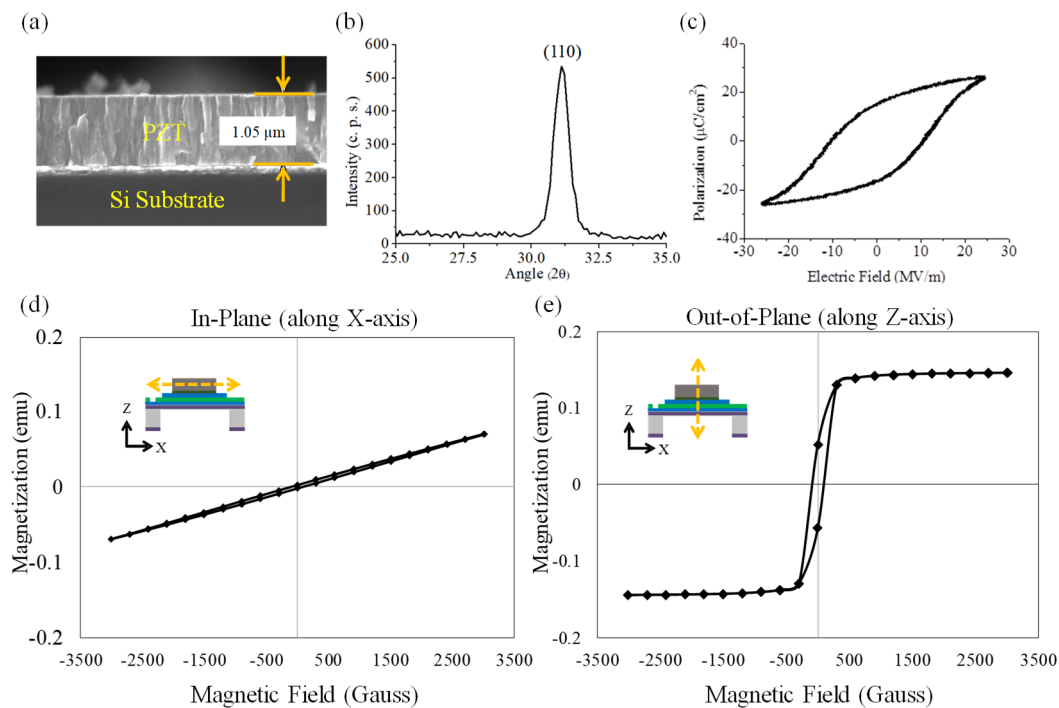 (a)
PZT
1.05 μm
Si Substrate
(b)
(110)
600
500
400
300
200
100
0
Intensity (c. p. s.)
25.0 27.5 30.0 32.5 35.0
Angle (2θ)
(c)
40
20
0
-20
-40
Polarization (μC/cm²)
-30 -20 -10 0 10 20 30
Electric Field (MV/m)
(d)
In-Plane (along X-axis)
0.2
0.1
0
-0.1
-0.2
Magnetization (emu)
Z
X
-3500 -2500 -1500 -500 500 1500 2500 3500
Magnetic Field (Gauss)
(e)
Out-of-Plane (along Z-axis)
0.2
0.1
0
-0.1
-0.2
Magnetization (emu)
Z
X
-3500 -2500 -1500 -500 500 1500 2500 3500
Magnetic Field (Gauss)